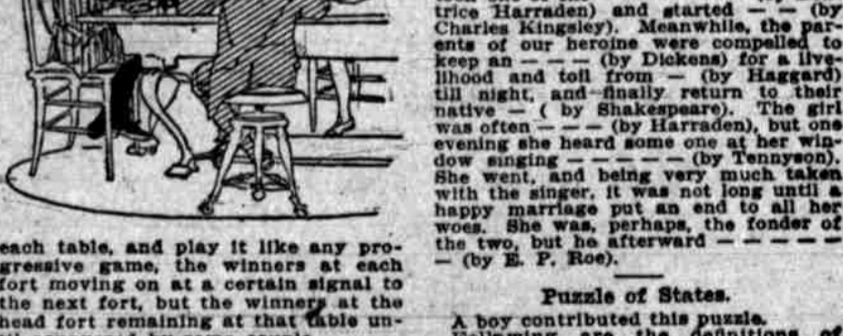 each table, and play it like any pro-
gressive game, the winners at each
fort moving on at a certain signal to
the next fort, but the winners at the
head fort remaining at that table un-
trice Harraden) and started — — (by
Charles Kingsley). Meanwhile, the par-
ents of our heroine were compelled to
keep an — — — (by Dickens) for a live-
lihood and toil from — (by Haggard)
till night, and finally return to their
native — ( by Shakespeare). The girl
was often — — — (by Harraden), but one
evening she heard some one at her win-
dow singing — — — — — (by Tennyson).
She went, and being very much taken
with the singer, it was not long until a
happy marriage put an end to all her
woes. She was, perhaps, the fonder of
the two, but he afterward — — — — —
— (by E. P. Roe).
Puzzle of States.
A boy contributed this puzzle.
Following are the definitions of